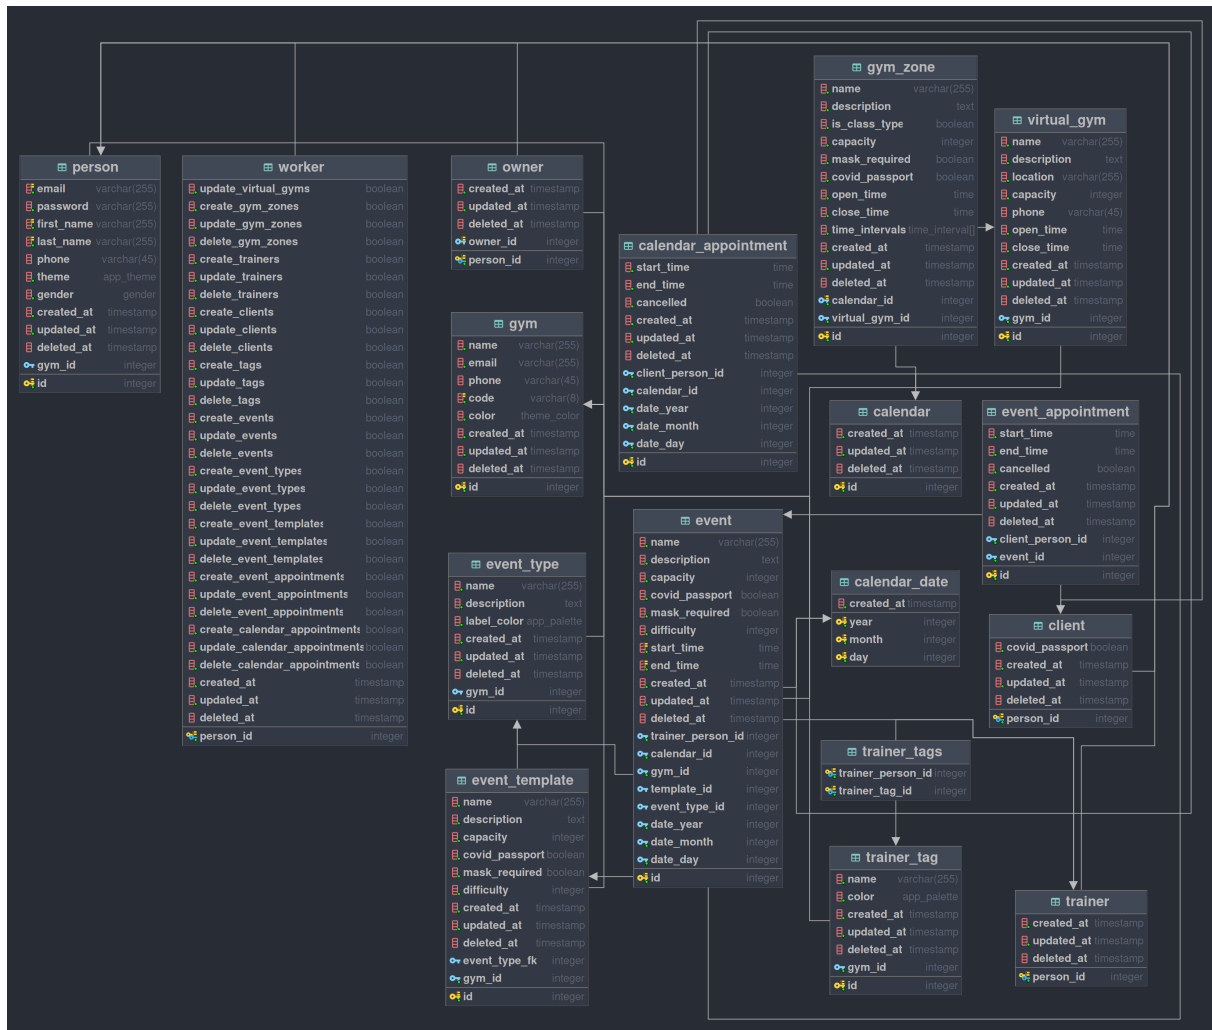 person
email varchar(255)
password varchar(255)
first_name varchar(255)
last_name varchar(255)
phone varchar(45)
theme app_theme
gender gender
created_at timestamp
updated_at timestamp
deleted_at timestamp
gym_id integer
id integer
worker
update_virtual_gyms boolean
create_gym_zones boolean
update_gym_zones boolean
delete_gym_zones boolean
create_trainers boolean
update_trainers boolean
delete_trainers boolean
create_clients boolean
update_clients boolean
delete_clients boolean
create_tags boolean
update_tags boolean
delete_tags boolean
create_events boolean
update_events boolean
delete_events boolean
create_event_types boolean
update_event_types boolean
delete_event_types boolean
create_event_templates boolean
update_event_templates boolean
delete_event_templates boolean
create_event_appointments boolean
update_event_appointments boolean
delete_event_appointments boolean
create_calendar_appointments boolean
update_calendar_appointments boolean
delete_calendar_appointments boolean
created_at timestamp
updated_at timestamp
deleted_at timestamp
person_id integer
owner
created_at timestamp
updated_at timestamp
deleted_at timestamp
owner_id integer
person_id integer
gym
name varchar(255)
email varchar(255)
phone varchar(45)
code varchar(8)
color theme_color
created_at timestamp
updated_at timestamp
deleted_at timestamp
id integer
event_type
name varchar(255)
description text
label_color app_palette
created_at timestamp
updated_at timestamp
deleted_at timestamp
gym_id integer
id integer
event_template
name varchar(255)
description text
capacity integer
covid_passport boolean
mask_required boolean
difficulty integer
created_at timestamp
updated_at timestamp
deleted_at timestamp
event_type_fk integer
gym_id integer
id integer
calendar_appointment
start_time time
end_time time
cancelled boolean
created_at timestamp
updated_at timestamp
deleted_at timestamp
client_person_id integer
calendar_id integer
date_year integer
date_month integer
date_day integer
id integer
event
name varchar(255)
description text
capacity integer
covid_passport boolean
mask_required boolean
difficulty integer
start_time time
end_time time
created_at timestamp
updated_at timestamp
deleted_at timestamp
trainer_person_id integer
calendar_id integer
gym_id integer
template_id integer
event_type_id integer
date_year integer
date_month integer
date_day integer
id integer
gym_zone
name varchar(255)
description text
is_class_type boolean
capacity integer
mask_required boolean
covid_passport boolean
open_time time
close_time time
time_intervals time_interval[]
created_at timestamp
updated_at timestamp
deleted_at timestamp
calendar_id integer
virtual_gym_id integer
id integer
virtual_gym
name varchar(255)
description text
location varchar(255)
capacity integer
phone varchar(45)
open_time time
close_time time
created_at timestamp
updated_at timestamp
deleted_at timestamp
gym_id integer
id integer
calendar
created_at timestamp
updated_at timestamp
deleted_at timestamp
id integer
event_appointment
start_time time
end_time time
cancelled boolean
created_at timestamp
updated_at timestamp
deleted_at timestamp
client_person_id integer
event_id integer
id integer
calendar_date
created_at timestamp
year integer
month integer
day integer
client
covid_passport boolean
created_at timestamp
updated_at timestamp
deleted_at timestamp
person_id integer
trainer_tags
trainer_person_id integer
trainer_tag_id integer
trainer_tag
name varchar(255)
color app_palette
created_at timestamp
updated_at timestamp
deleted_at timestamp
gym_id integer
id integer
trainer
created_at timestamp
updated_at timestamp
deleted_at timestamp
person_id integer